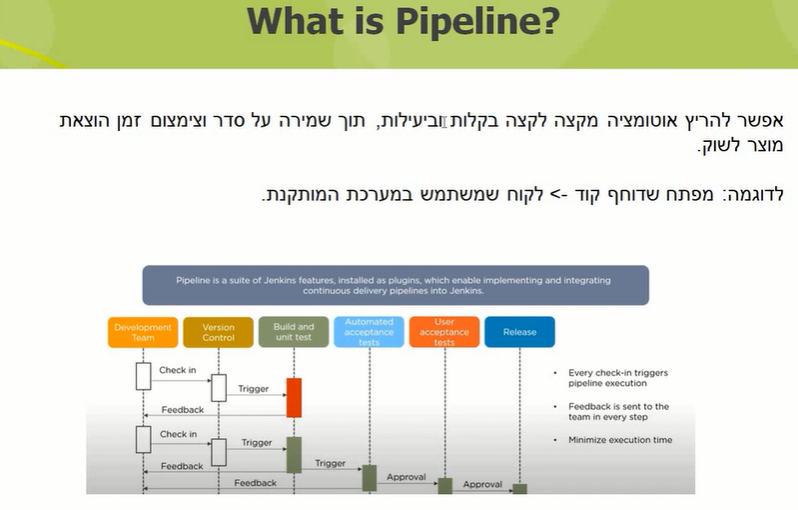 What is Pipeline?
אפשר להריץ אוטומציה מקצה לקצה בקלות וביעילות, תוך שמירה על סדר וצימצום זמן הוצאת
מוצר לשוק.
לדוגמה: מפתח שדוחף קוד -> לקוח שמשתמש במערכת המותקנת.
Pipeline is a suite of Jenkins features, installed as plugins, which enable implementing and integrating
continuous delivery pipelines into Jenkins.
Development
Team
Version
Control
Build and
unit test
Automated
acceptance
tests
User
acceptance
tests
Release
Check in
Trigger
Feedback
Check in
Trigger
Feedback
Trigger
Feedback
Approval
Approval
• Every check-in triggers
pipeline execution
• Feedback is sent to the
team in every step
• Minimize execution time